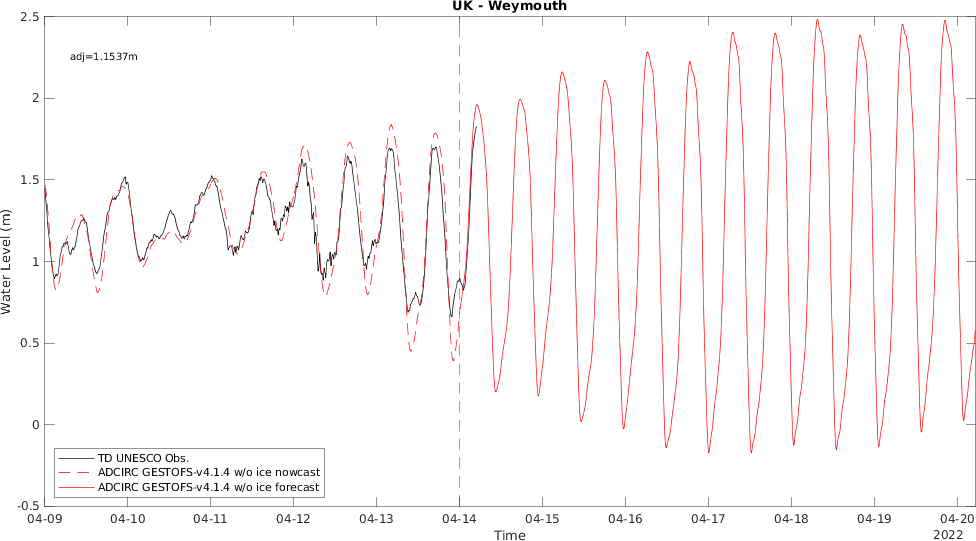 UK - Weymouth
adj=1.1537m
2.5
2
1.5
1
0.5
0
-0.5
Water Level (m)
TD UNESCO Obs.
ADCIRC GESTOFS-v4.1.4 w/o ice nowcast
ADCIRC GESTOFS-v4.1.4 w/o ice forecast
04-09 04-10 04-11 04-12 04-13 04-14 04-15 04-16 04-17 04-18 04-19 04-20
Time
2022